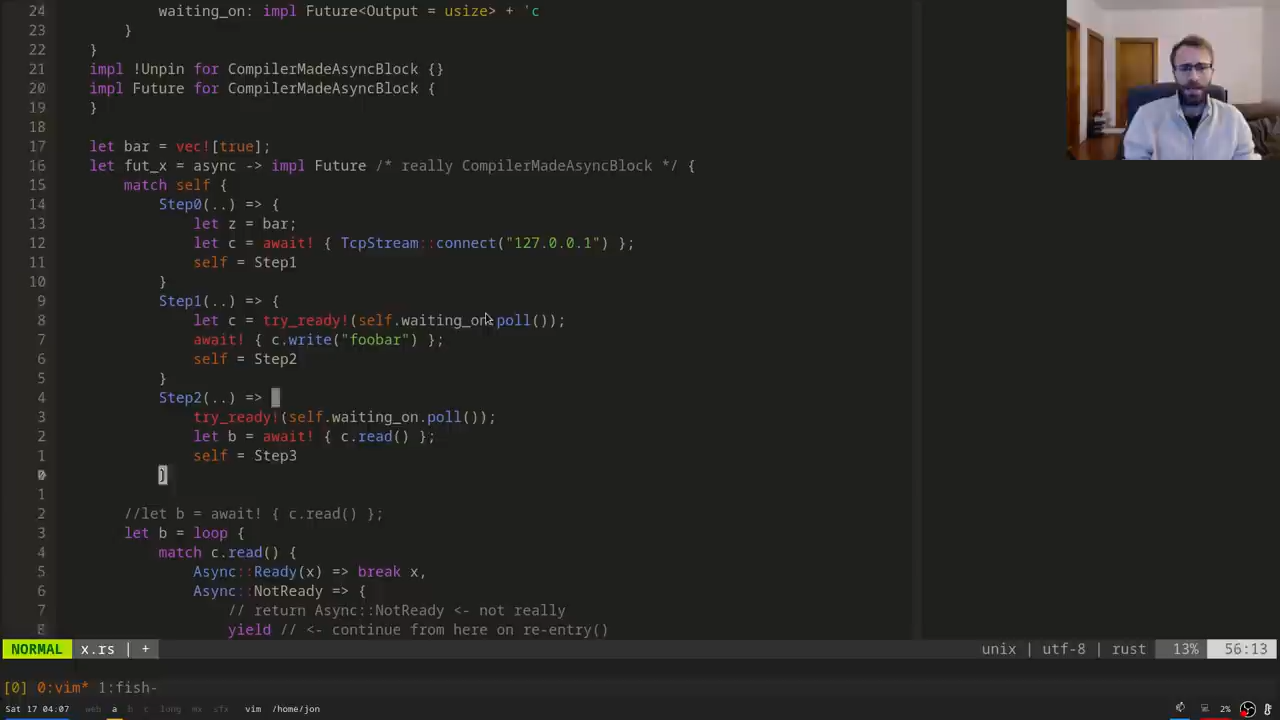 24 waiting_on: impl Future<Output = usize> + 'c
23 }
22 }
21 impl !Unpin for CompilerMadeAsyncBlock {}
20 impl Future for CompilerMadeAsyncBlock {
19 }
18
17 let bar = vec![true];
16 let fut_x = async -> impl Future /* really CompilerMadeAsyncBlock */ {
15 match self {
14 Step0(..) => {
13 let z = bar;
12 let c = await! { TcpStream::connect("127.0.0.1") };
11 self = Step1
10 }
9 Step1(..) => {
8 let c = try_ready!(self.waiting_on.poll());
7 await! { c.write("foobar") };
6 self = Step2
5 }
4 Step2(..) => {
3 try_ready!(self.waiting_on.poll());
2 let b = await! { c.read() };
1 self = Step3
0 }
1
2 //let b = await! { c.read() };
3 let b = loop {
4 match c.read() {
5 Async::Ready(x) => break x,
6 Async::NotReady => {
7 // return Async::NotReady <- not really
8 yield // <- continue from here on re-entry()
NORMAL x.rs | + unix | utf-8 | rust 13% 56:13
[0] 0:vim* 1:fish-
Sat 17 04:07 web a b c lung mx sfx vim /home/jon 2%